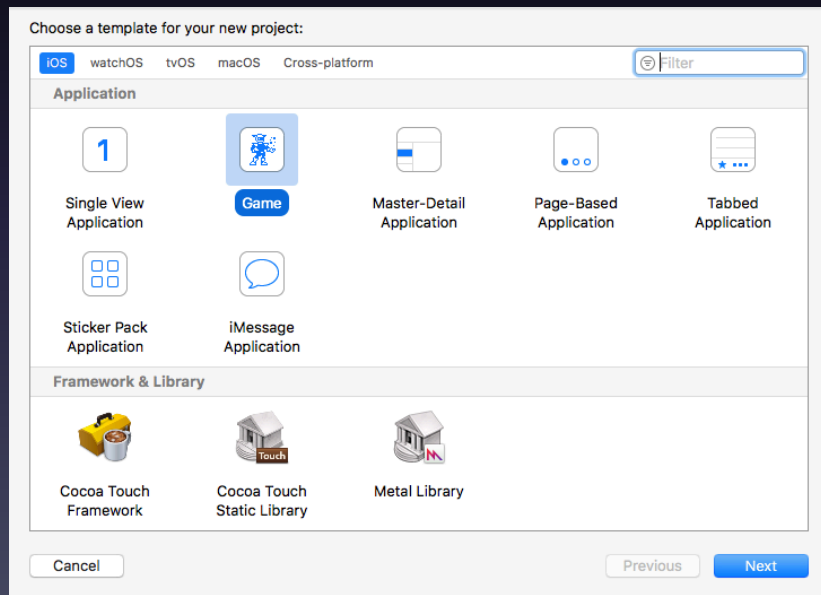 Choose a template for your new project:
iOS watchOS tvOS macOS Cross-platform Filter
Application
1
Single View Application
Game
Master-Detail Application
Page-Based Application
Tabbed Application
Sticker Pack Application
iMessage Application
Framework & Library
Touch
Cocoa Touch Framework
Cocoa Touch Static Library
Metal Library
Cancel Previous Next